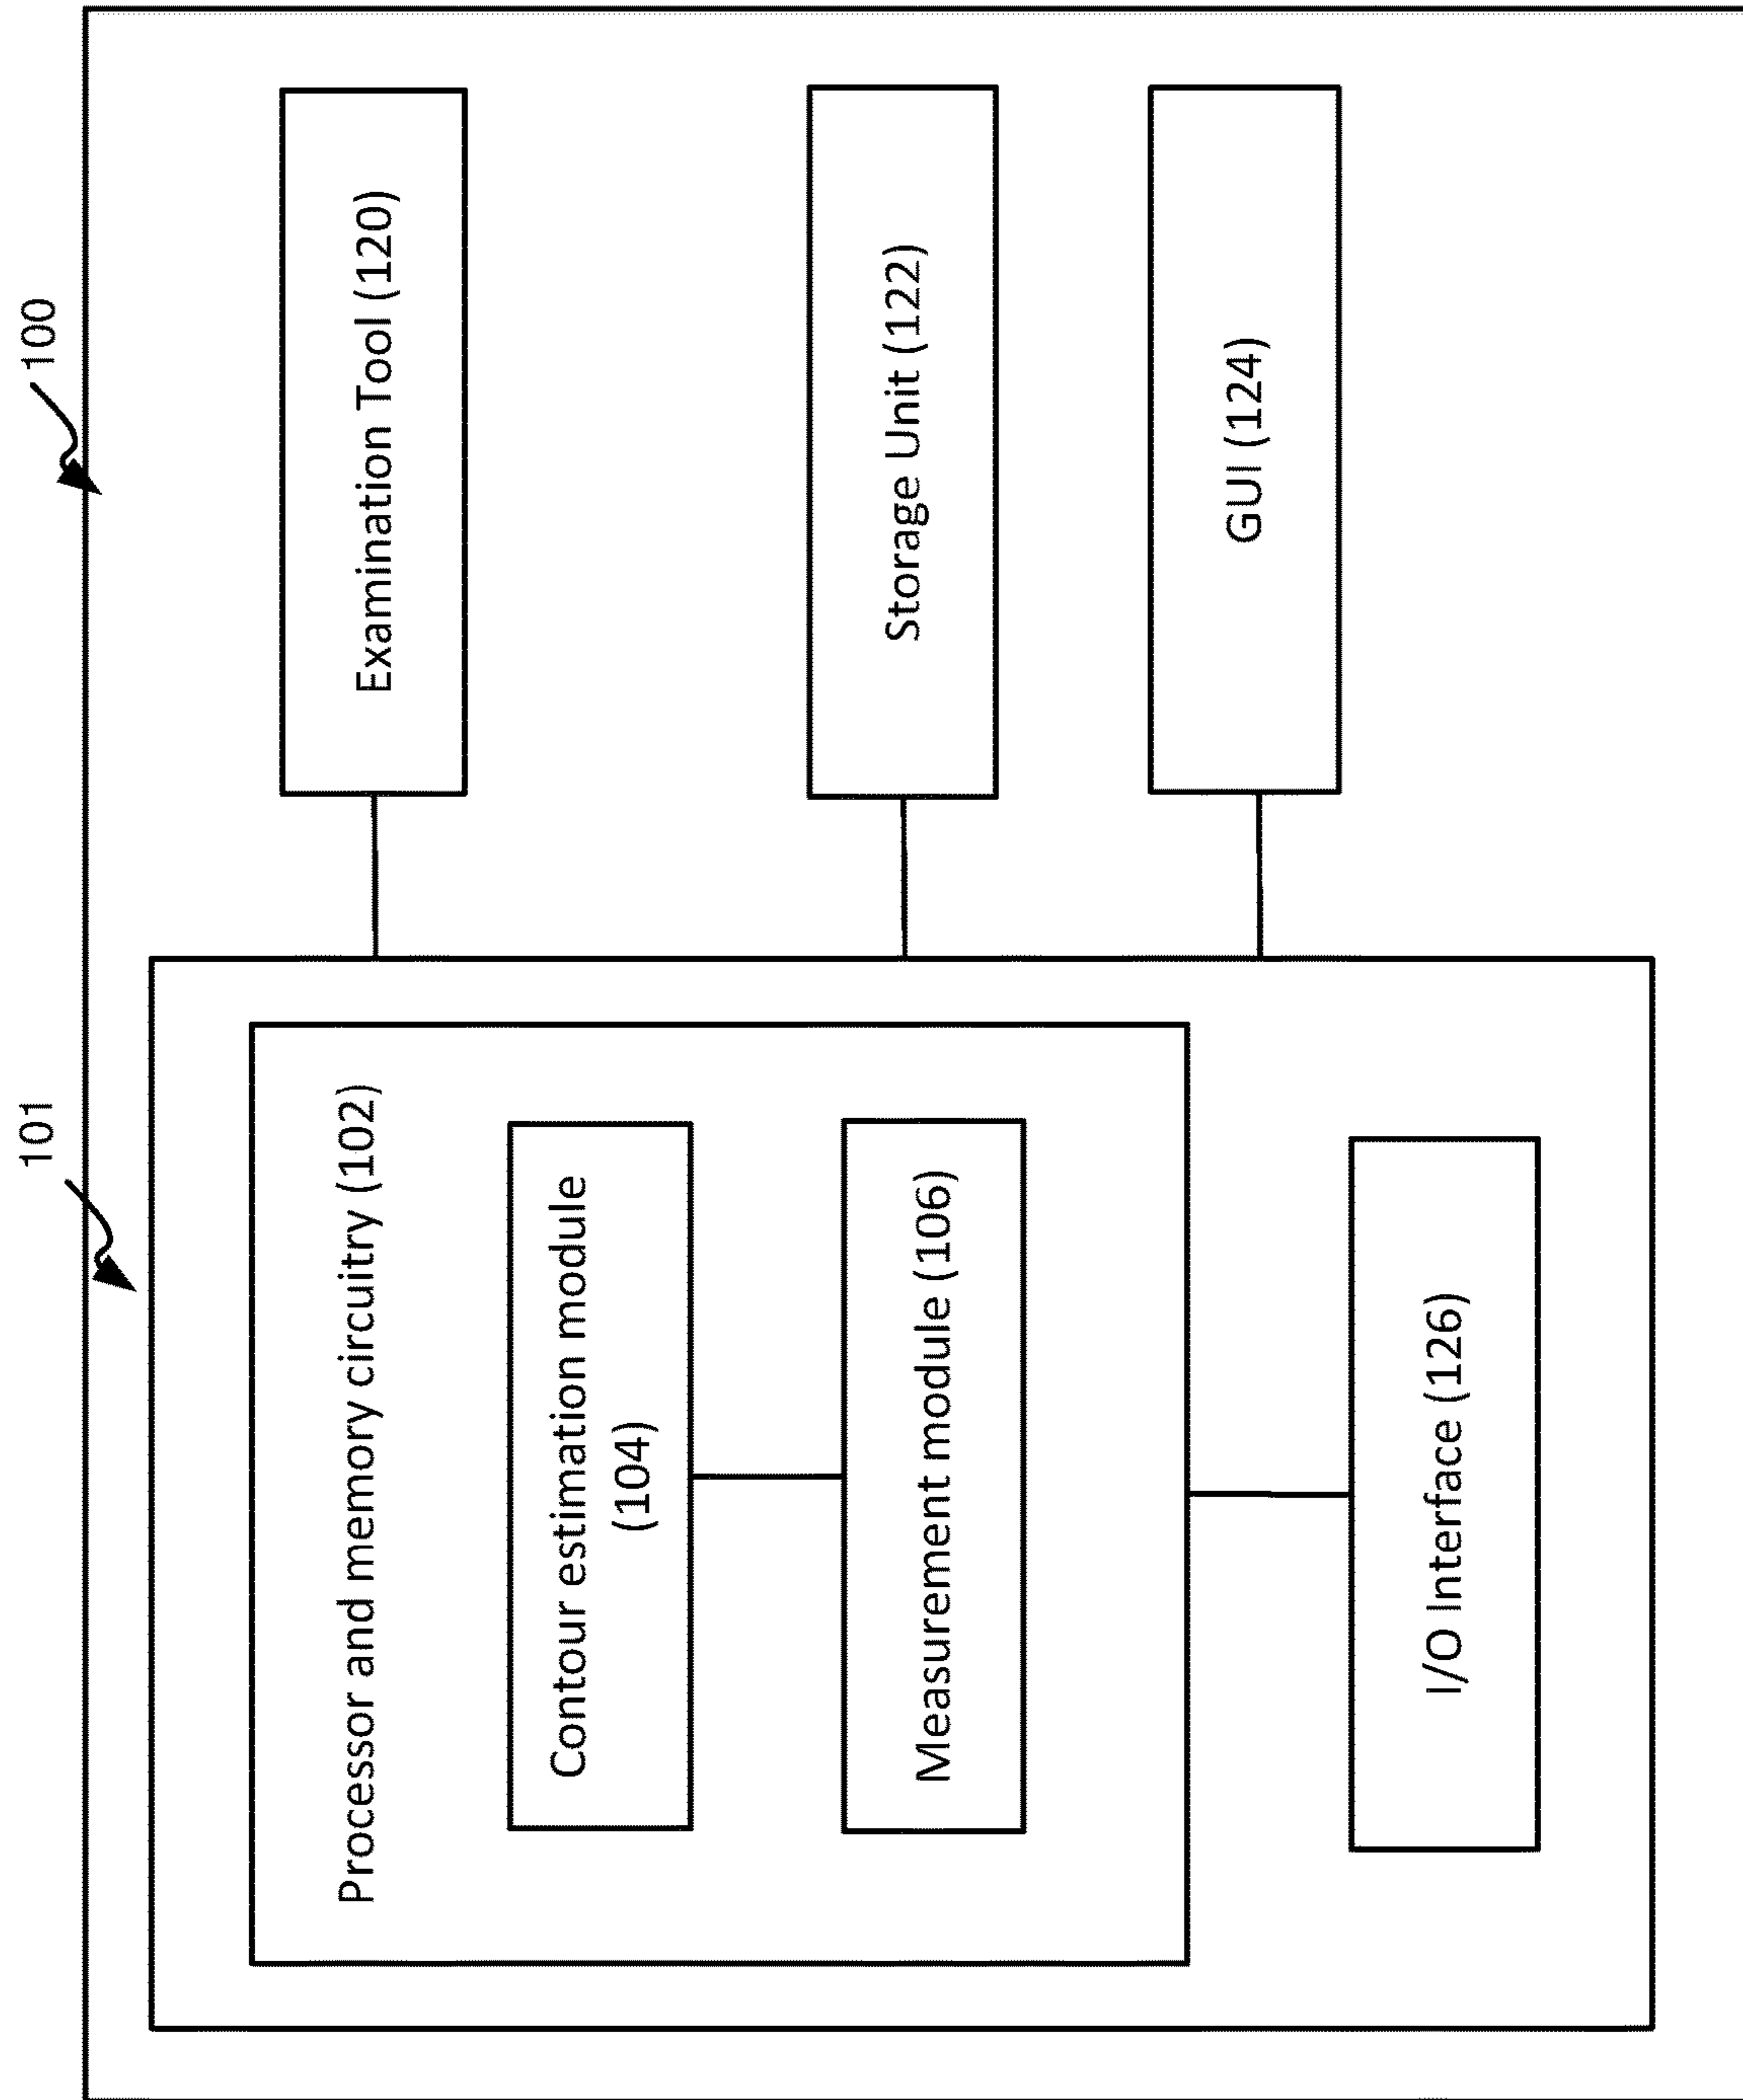 100
101
Processor and memory circuitry (102)
Contour estimation module
(104)
Measurement module (106)
I/O Interface (126)
Examination Tool (120)
Storage Unit (122)
GUI (124)